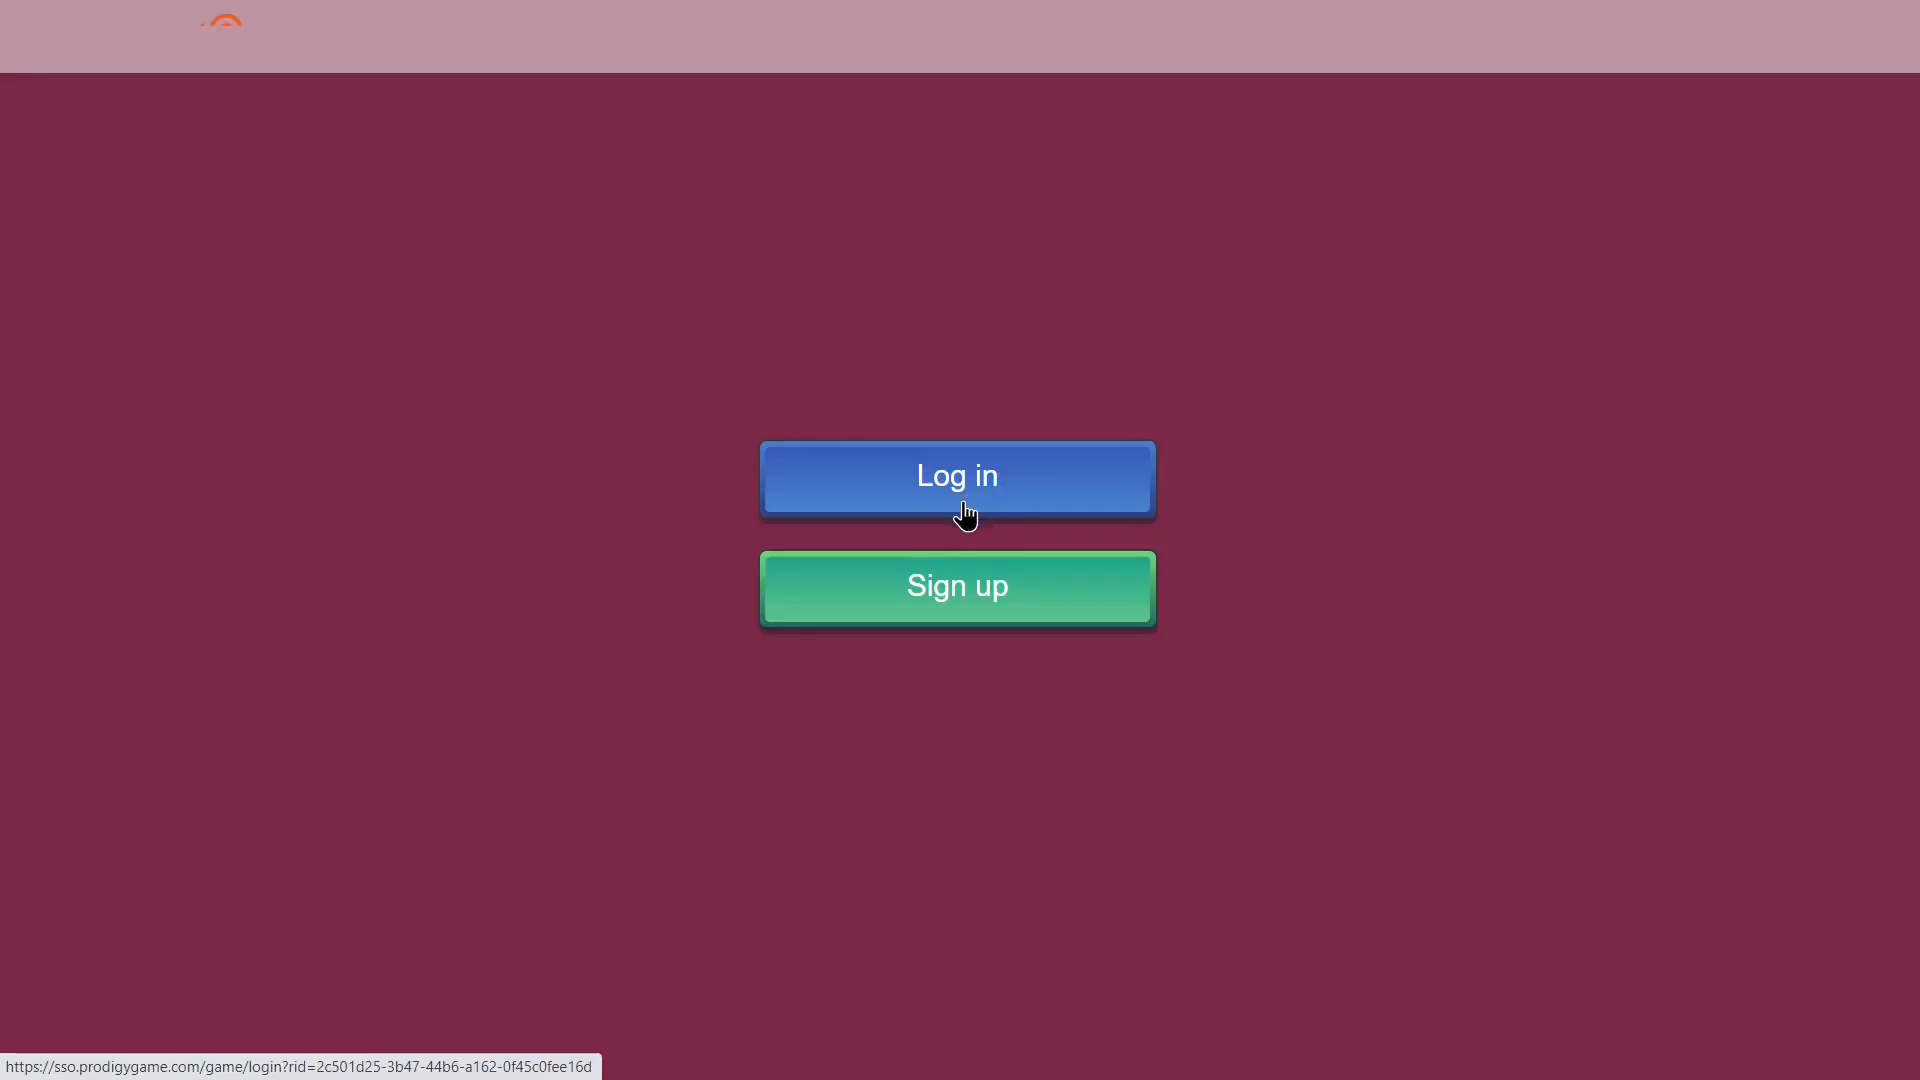 Log in
Sign up
https://sso.prodigygame.com/game/login?rid=2c501d25-3b47-44b6-a162-0f45c0fee16d